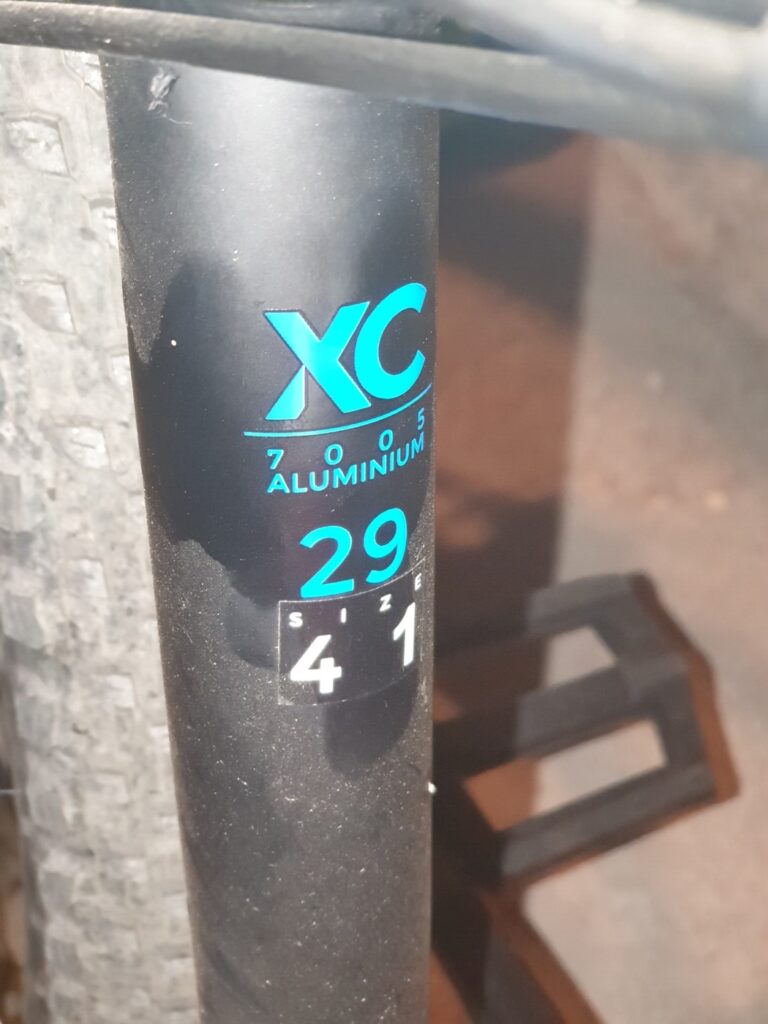 XC
7005
ALUMINIUM
29
SIZE
41